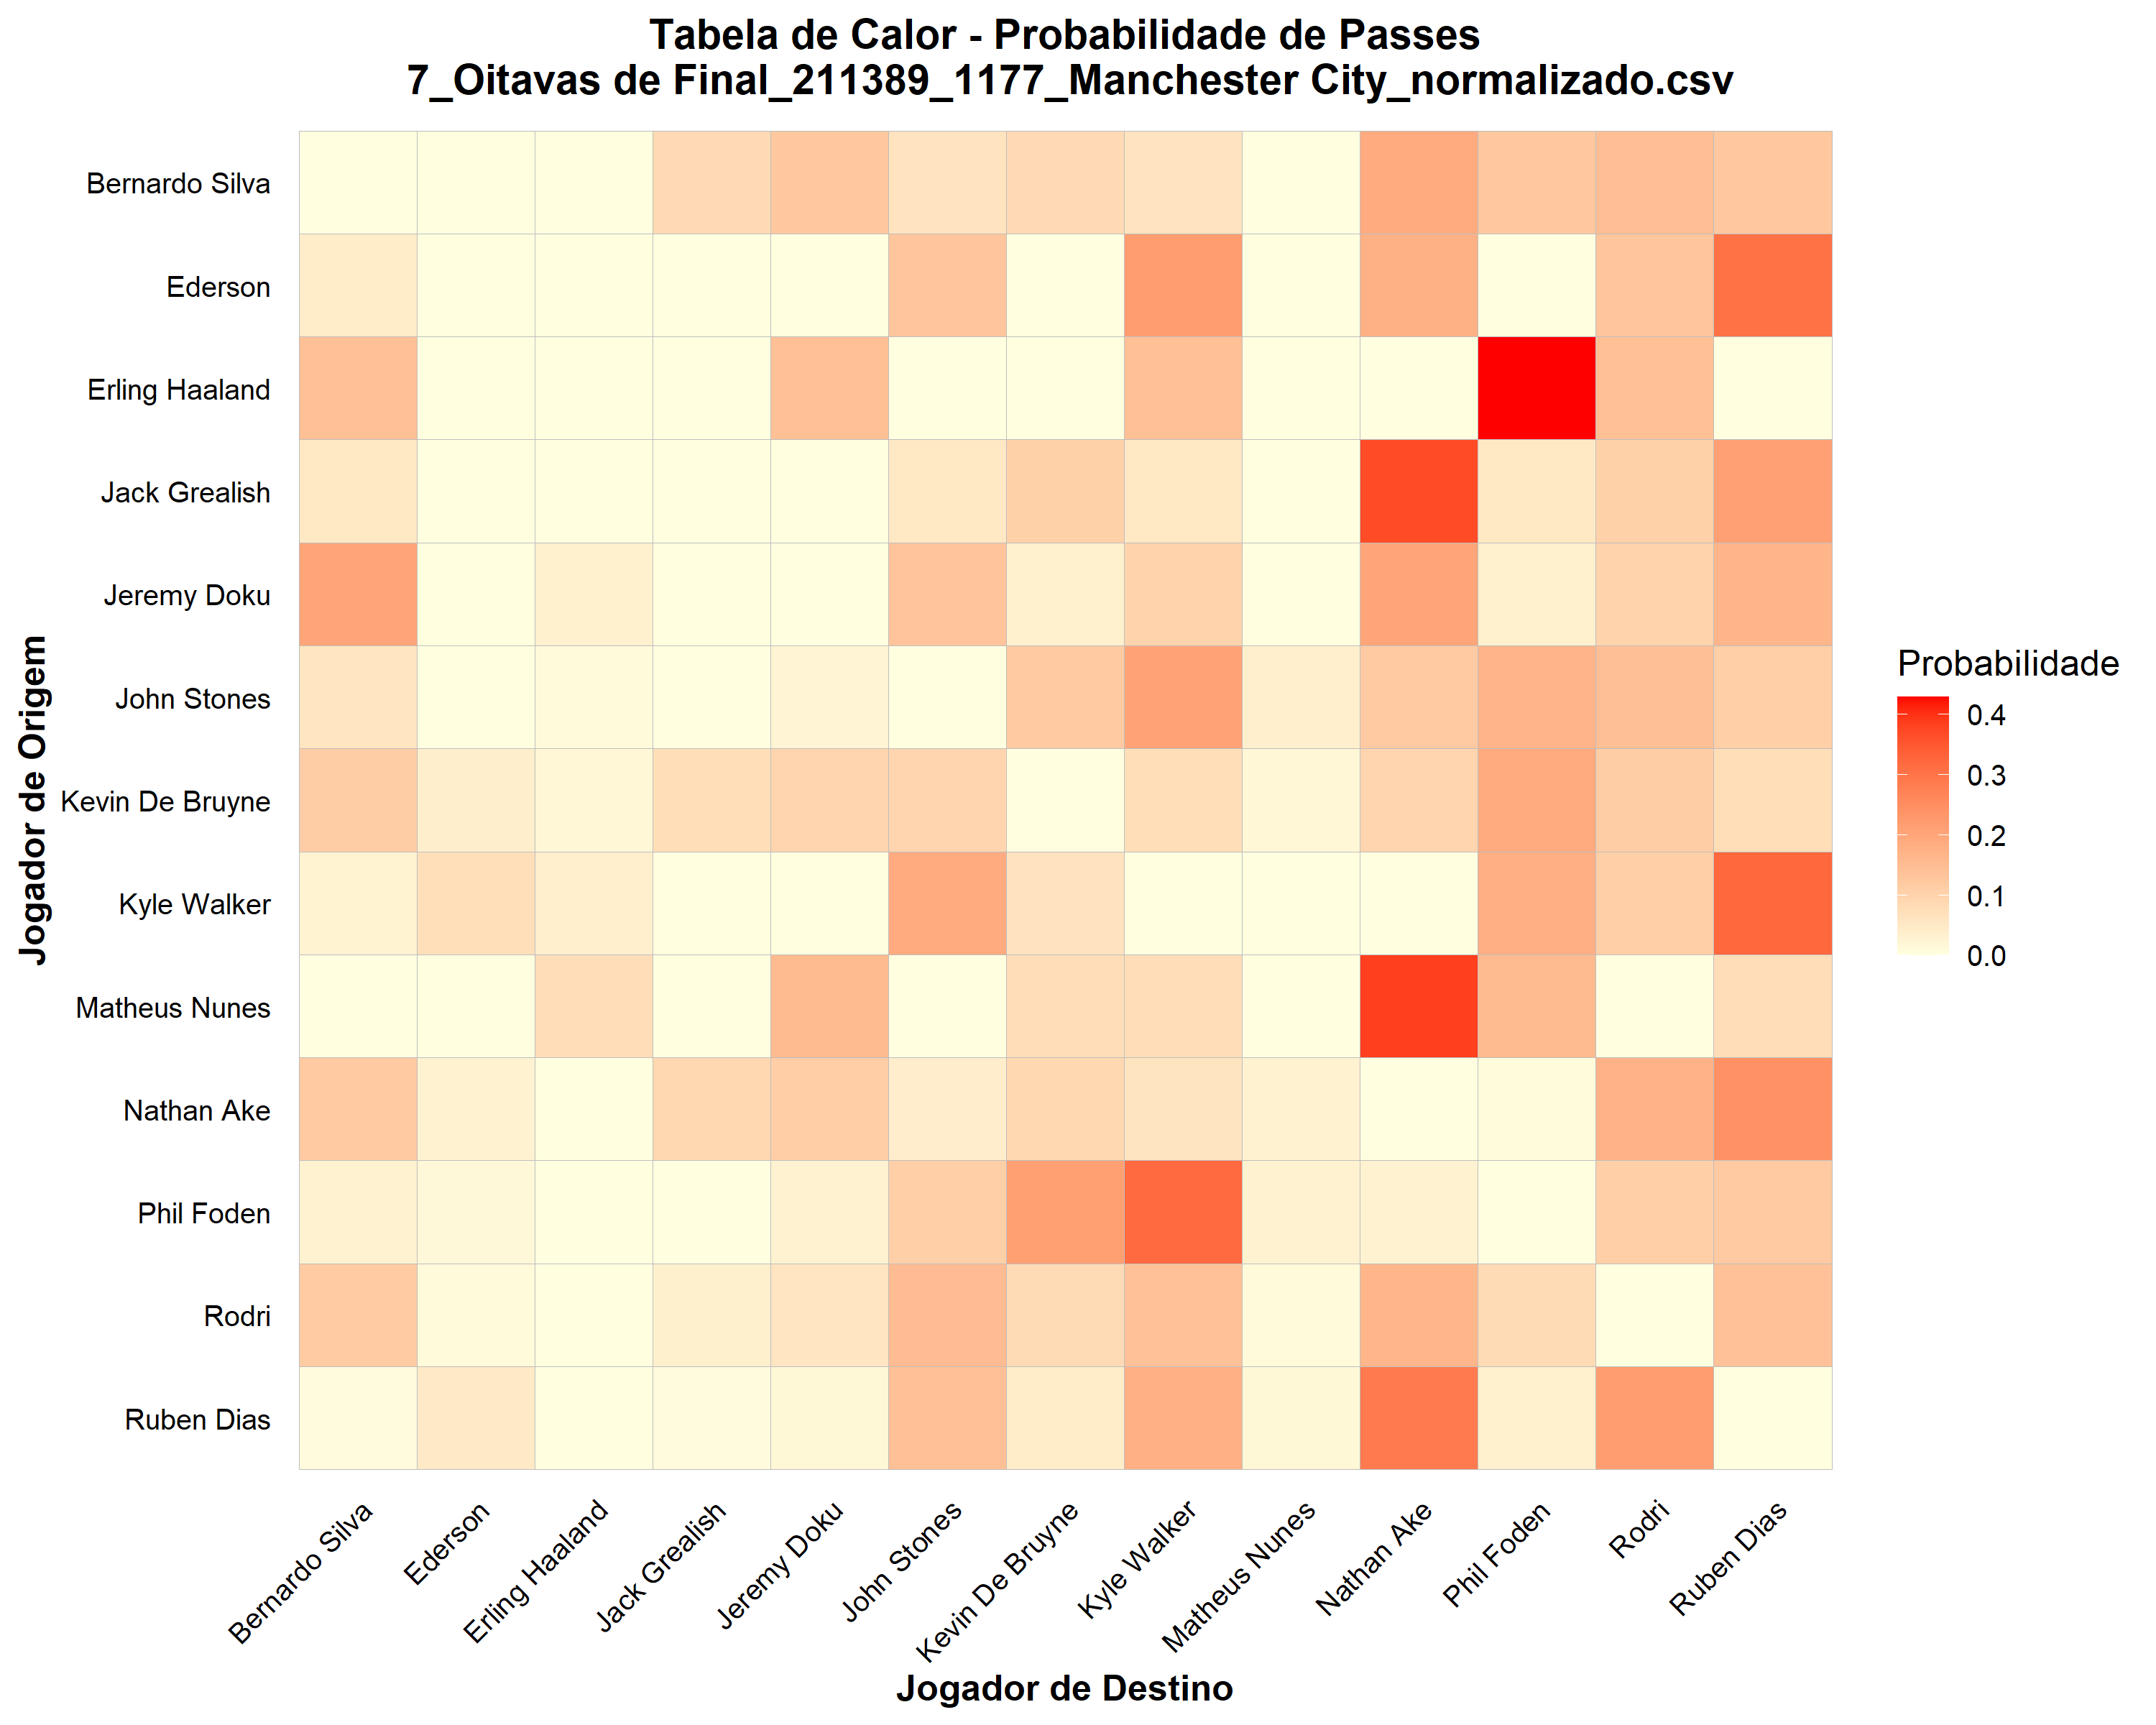 Tabela de Calor - Probabilidade de Passes
7_Oitavas de Final_211389_1177_Manchester City_normalizado.csv
Jogador de Origem
Bernardo Silva
Ederson
Erling Haaland
Jack Grealish
Jeremy Doku
John Stones
Kevin De Bruyne
Kyle Walker
Matheus Nunes
Nathan Ake
Phil Foden
Rodri
Ruben Dias
Bernardo Silva
Ederson
Erling Haaland
Jack Grealish
Jeremy Doku
John Stones
Kevin De Bruyne
Kyle Walker
Matheus Nunes
Nathan Ake
Phil Foden
Rodri
Ruben Dias
Jogador de Destino
Probabilidade
0.4
0.3
0.2
0.1
0.0